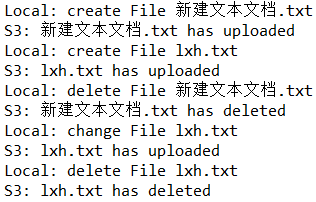 Local: create File 新建文本文档.txt
S3: 新建文本文档.txt has uploaded
Local: create File lxh.txt
S3: lxh.txt has uploaded
Local: delete File 新建文本文档.txt
S3: 新建文本文档.txt has deleted
Local: change File lxh.txt
S3: lxh.txt has uploaded
Local: delete File lxh.txt
S3: lxh.txt has deleted